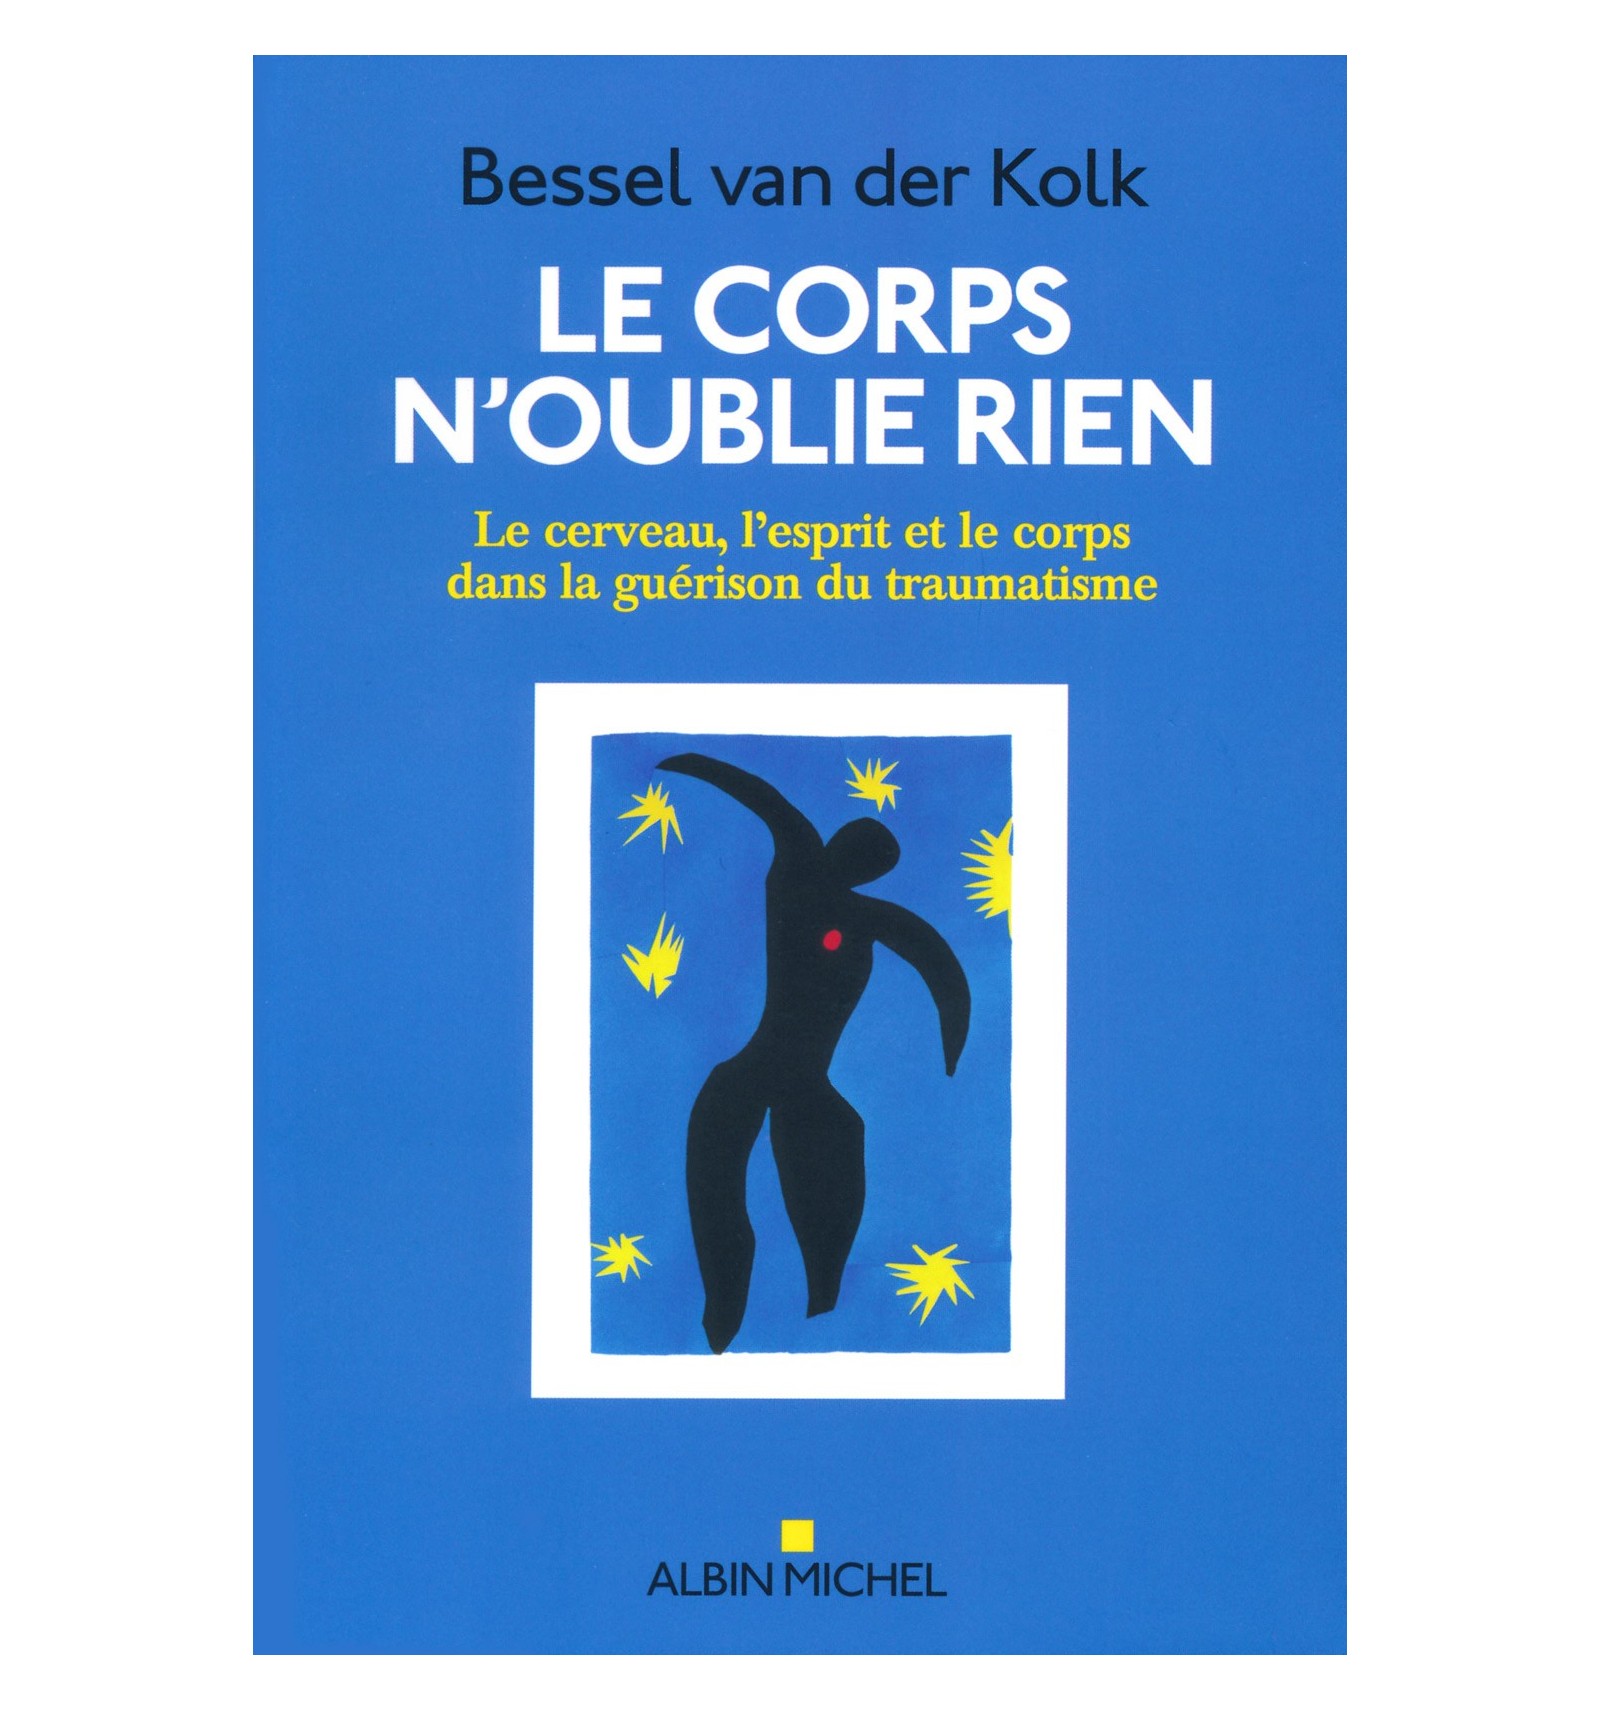 Bessel van der Kolk
LE CORPS
N’OUBLIE RIEN
Le cerveau, l’esprit et le corps
dans la guérison du traumatisme
ALBIN MICHEL